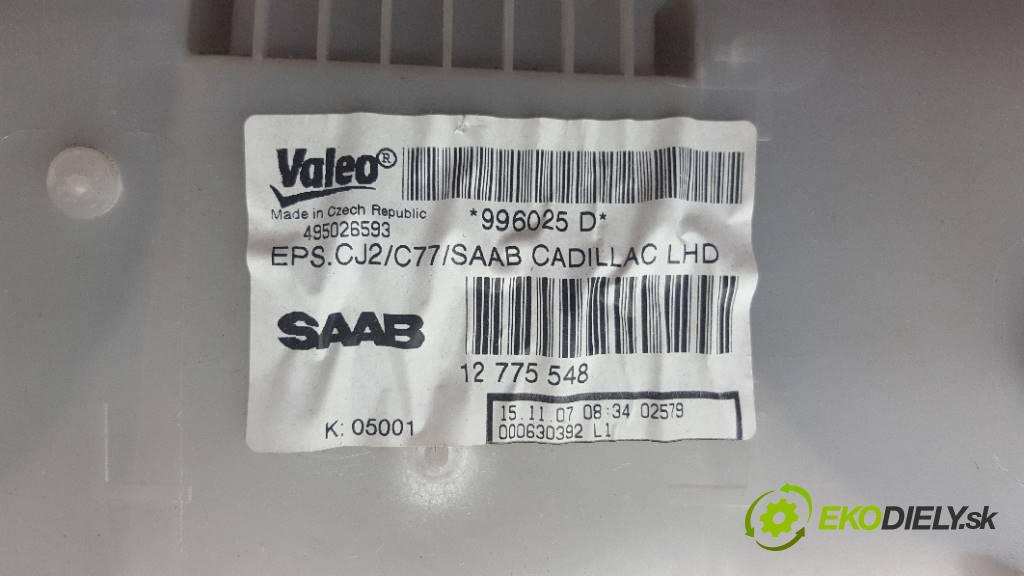 Valeo®
Made in Czech Republic
495026593
*996025 D*
EPS.CJ2/C77/SAAB CADILLAC LHD
SAAB
12 775 548
K: 05001
15.11.07 08:34 02579
000630392 L1
EKODIELY.sk